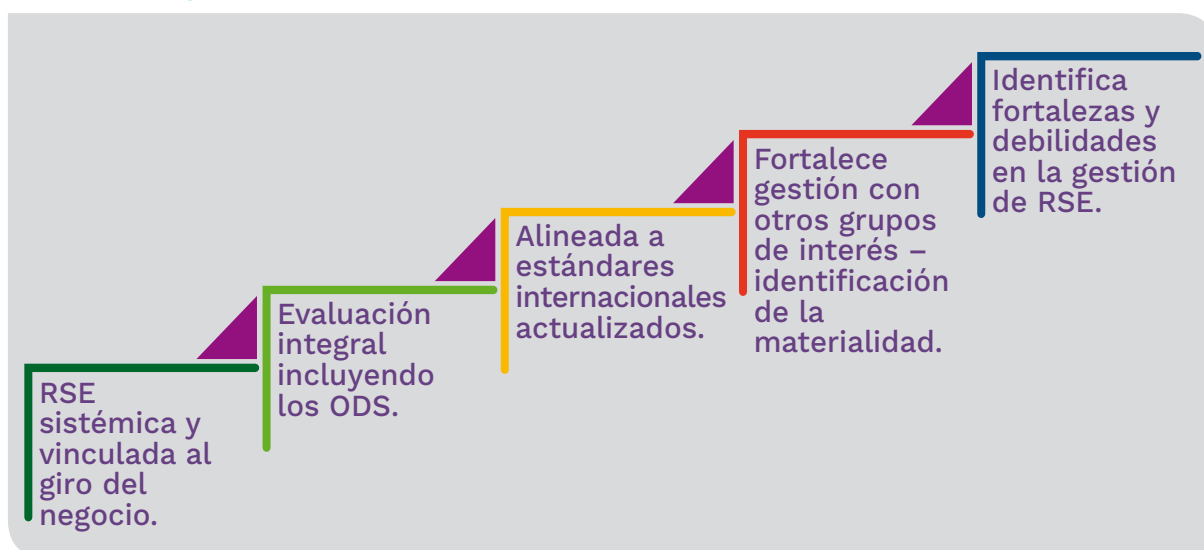 RSE
sistémica y
vinculada al
giro del
negocio.
Evaluación
integral
incluyendo
los ODS.
Alineada a
estándares
internacionales
actualizados.
Fortalece
gestión con
otros grupos
de interés –
identificación
de la
materialidad.
Identifica
fortalezas y
debilidades
en la gestión
de RSE.